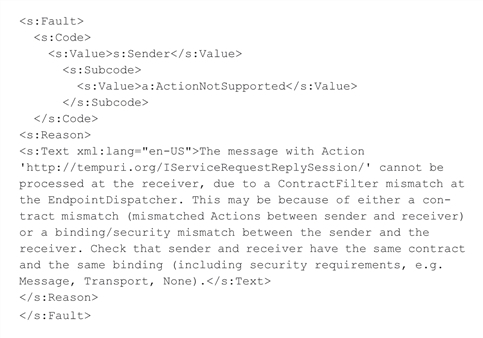 <s:Fault>
<s:Code>
<s:Value>s:Sender</s:Value>
<s:Subcode>
<s:Value>a:ActionNotSupported</s:Value>
</s:Subcode>
</s:Code>
<s:Reason>
<s:Text xml:lang="en-US">The message with Action
'http://tempuri.org/IServiceRequestReplySession/' cannot be
processed at the receiver, due to a ContractFilter mismatch at
the EndpointDispatcher. This may be because of either a con-
tract mismatch (mismatched Actions between sender and receiver)
or a binding/security mismatch between the sender and the
receiver. Check that sender and receiver have the same contract
and the same binding (including security requirements, e.g.
Message, Transport, None).</s:Text>
</s:Reason>
</s:Fault>